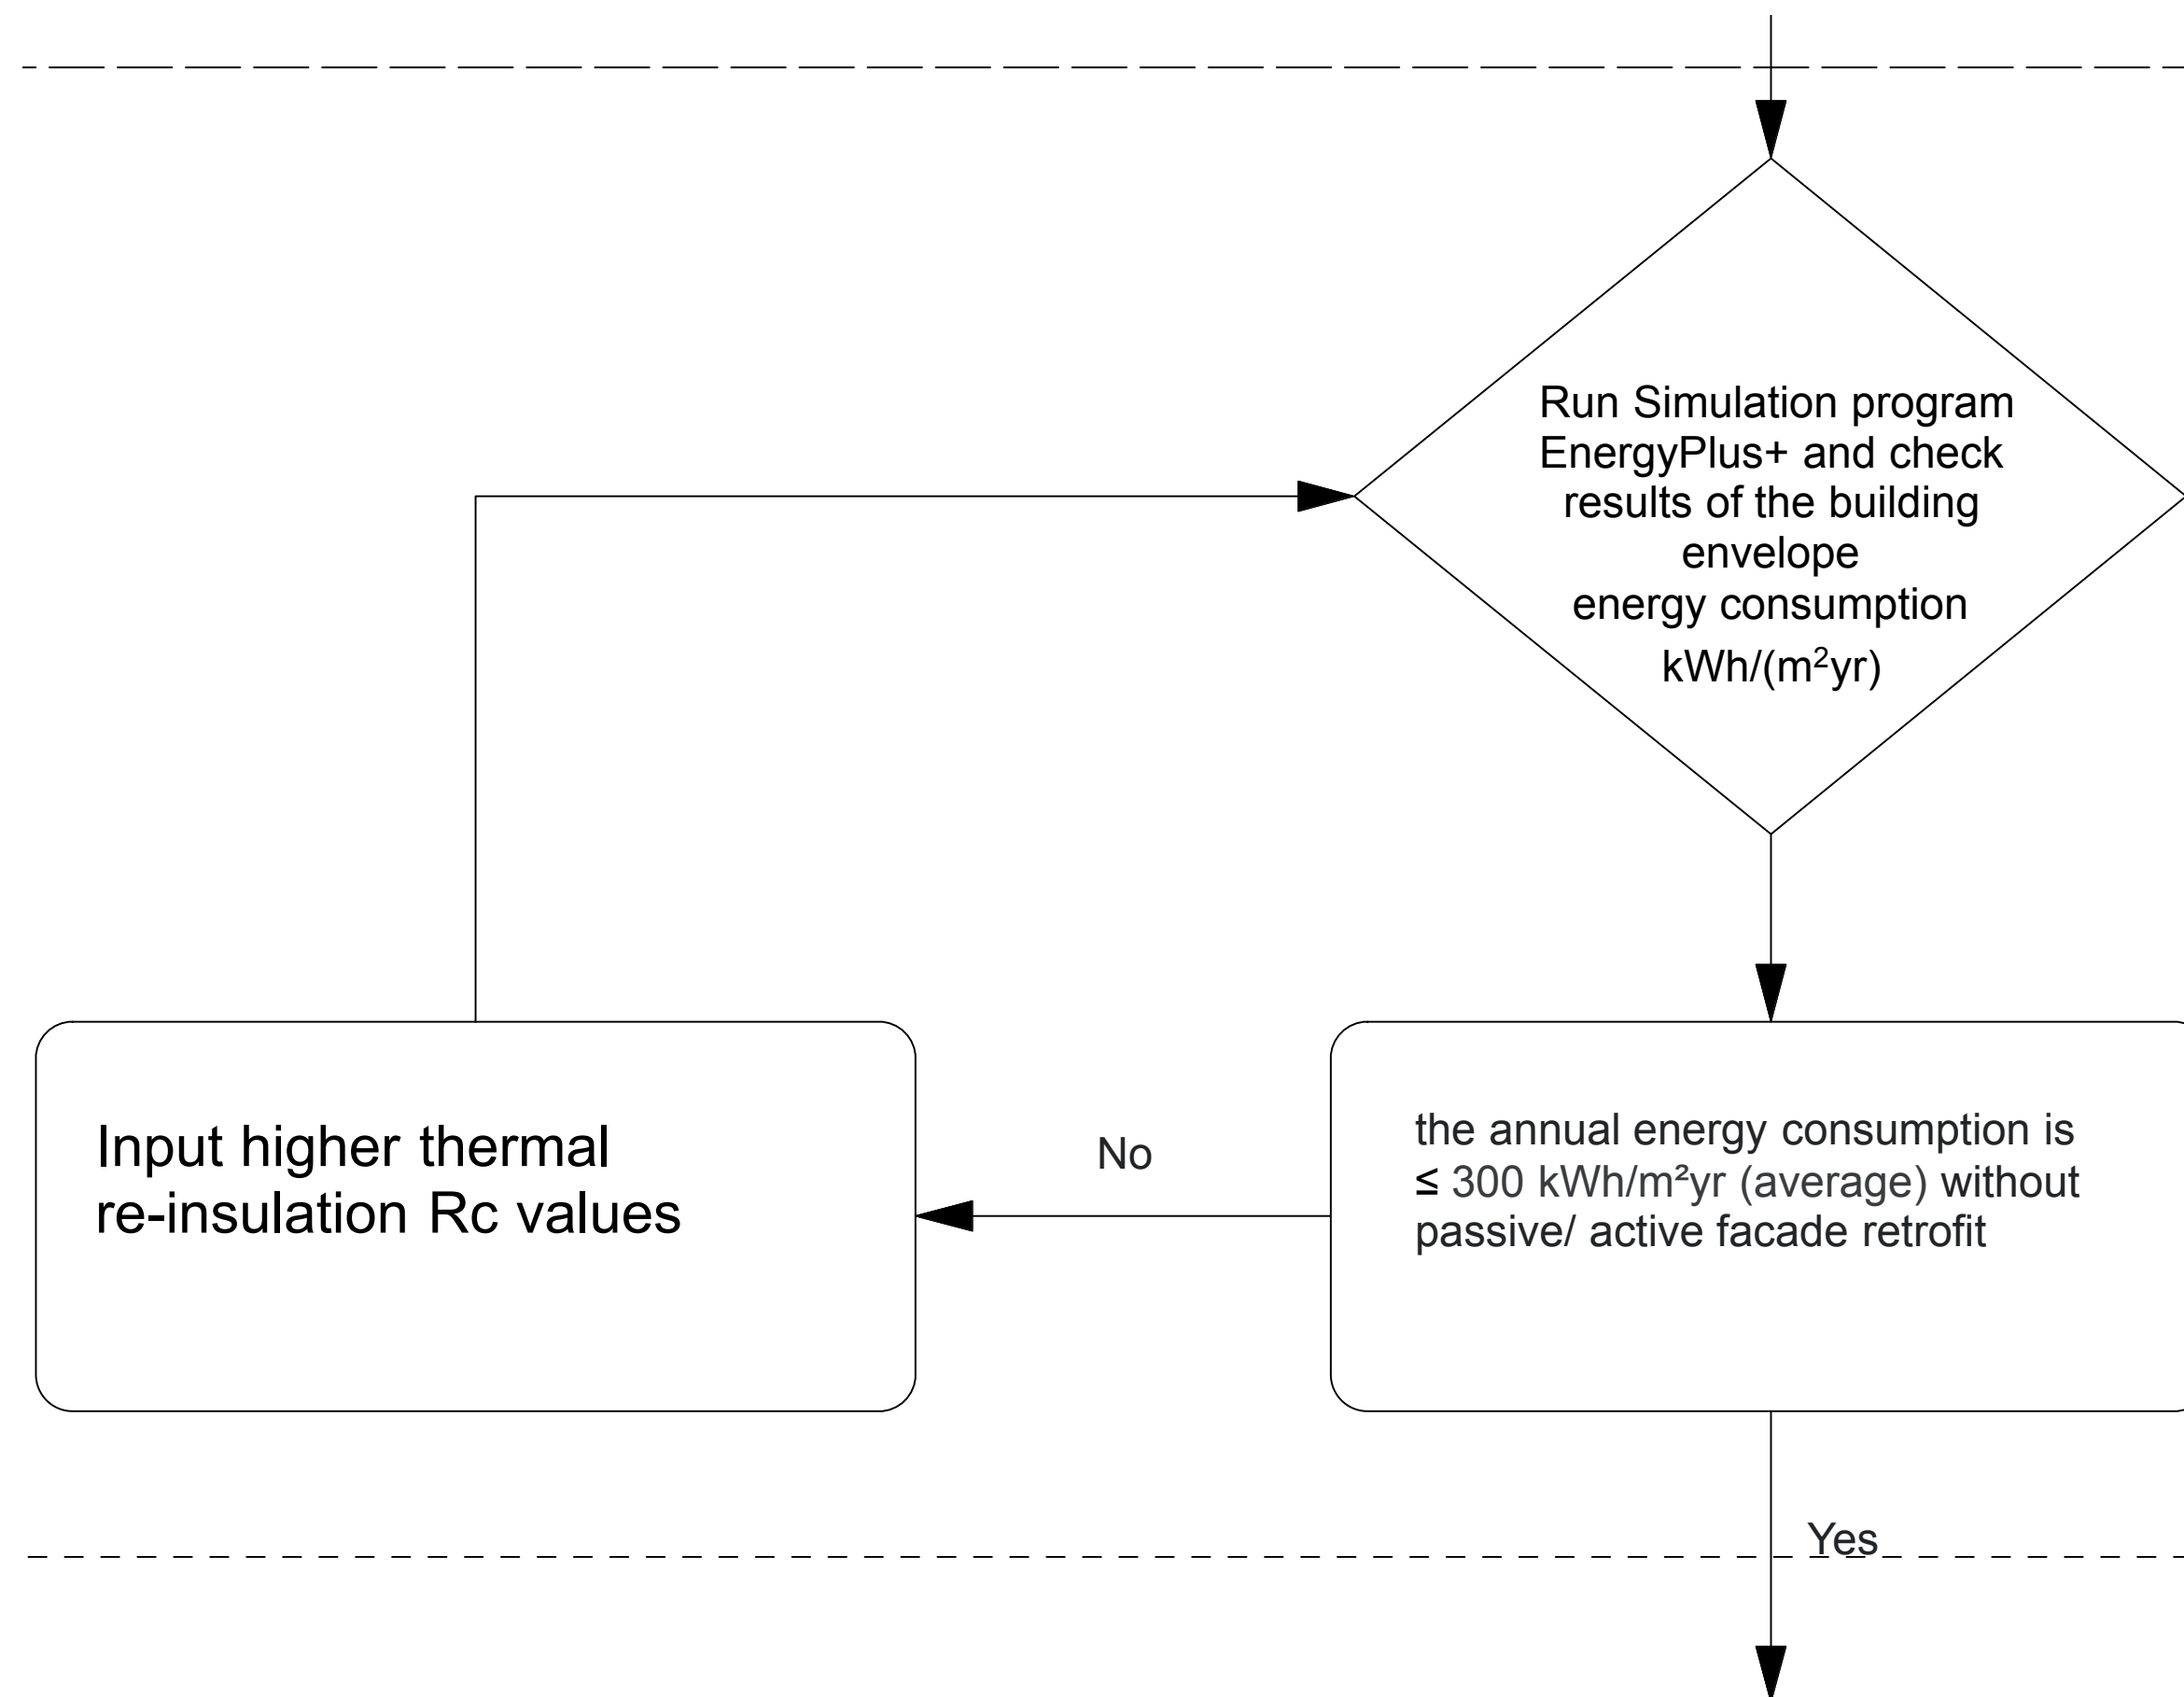 Run Simulation program
EnergyPlus+ and check
results of the building
envelope
energy consumption
kWh/(m²yr)
Input higher thermal
re-insulation Rc values
No
the annual energy consumption is
≤ 300 kWh/m²yr (average) without
passive/ active facade retrofit
Yes